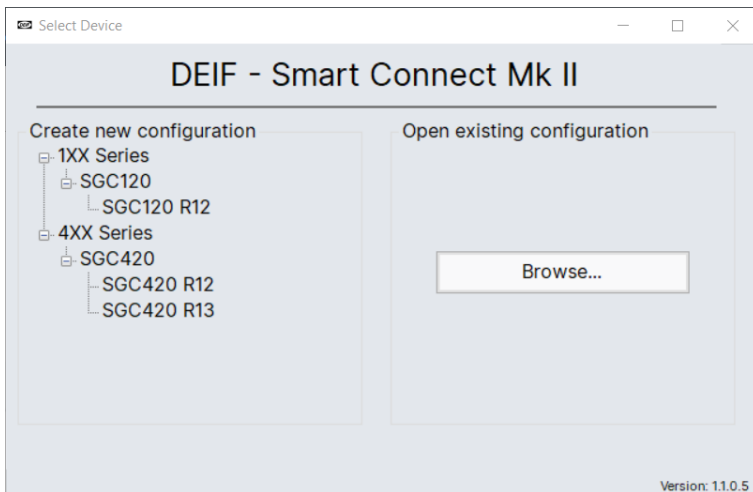 DEIF Select Device
DEIF - Smart Connect Mk II
Create new configuration
1XX Series
SGC120
SGC120 R12
4XX Series
SGC420
SGC420 R12
SGC420 R13
Open existing configuration
Browse...
Version: 1.1.0.5